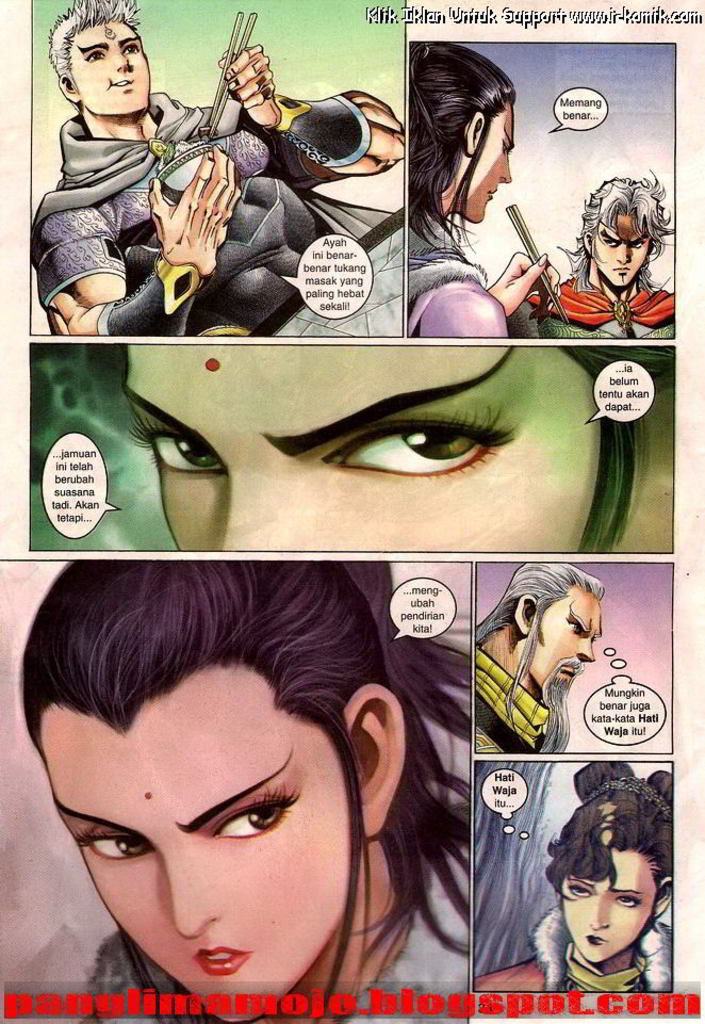 Klik Iklan Untuk Support www.i-komik.com
Ayah
ini benar-
benar tukang
masak yang
paling hebat
sekali!
Memang
benar...
...jamuan
ini telah
berubah
suasana
tadi. Akan
tetapi...
...ia
belum
tentu akan
dapat...
...meng-
ubah
pendirian
kita!
Mungkin
benar juga
kata-kata Hati
Waja itu!
Hati
Waja
itu...
panglimamojo.blogspot.com